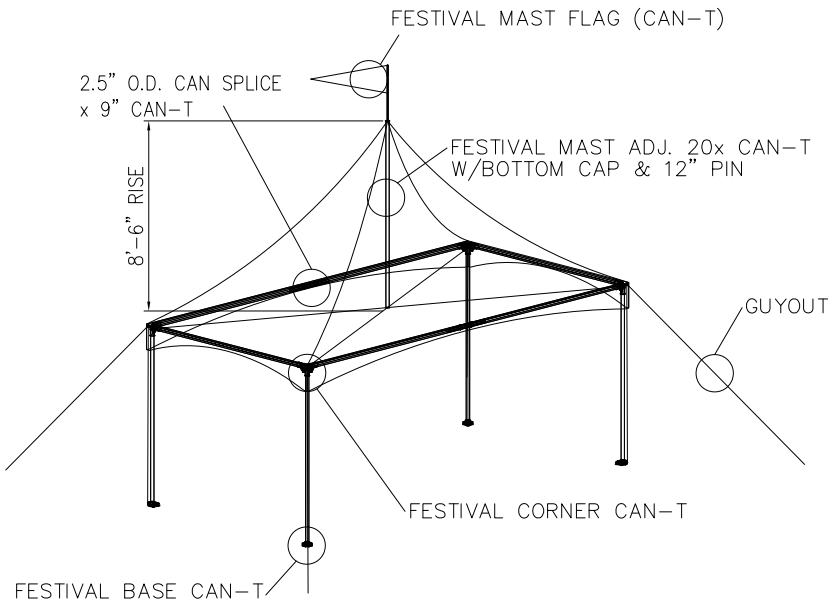 FESTIVAL MAST FLAG (CAN-T)
2.5" O.D. CAN SPLICE
x 9" CAN-T
FESTIVAL MAST ADJ. 20x CAN-T
W/BOTTOM CAP & 12" PIN
8'-6" RISE
GUYOUT
FESTIVAL CORNER CAN-T
FESTIVAL BASE CAN-T